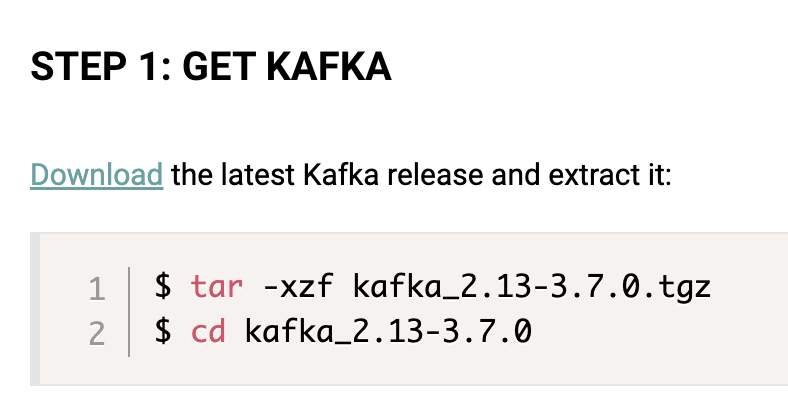 STEP 1: GET KAFKA
Download the latest Kafka release and extract it:
1 $ tar -xzf kafka_2.13-3.7.0.tgz
2 $ cd kafka_2.13-3.7.0